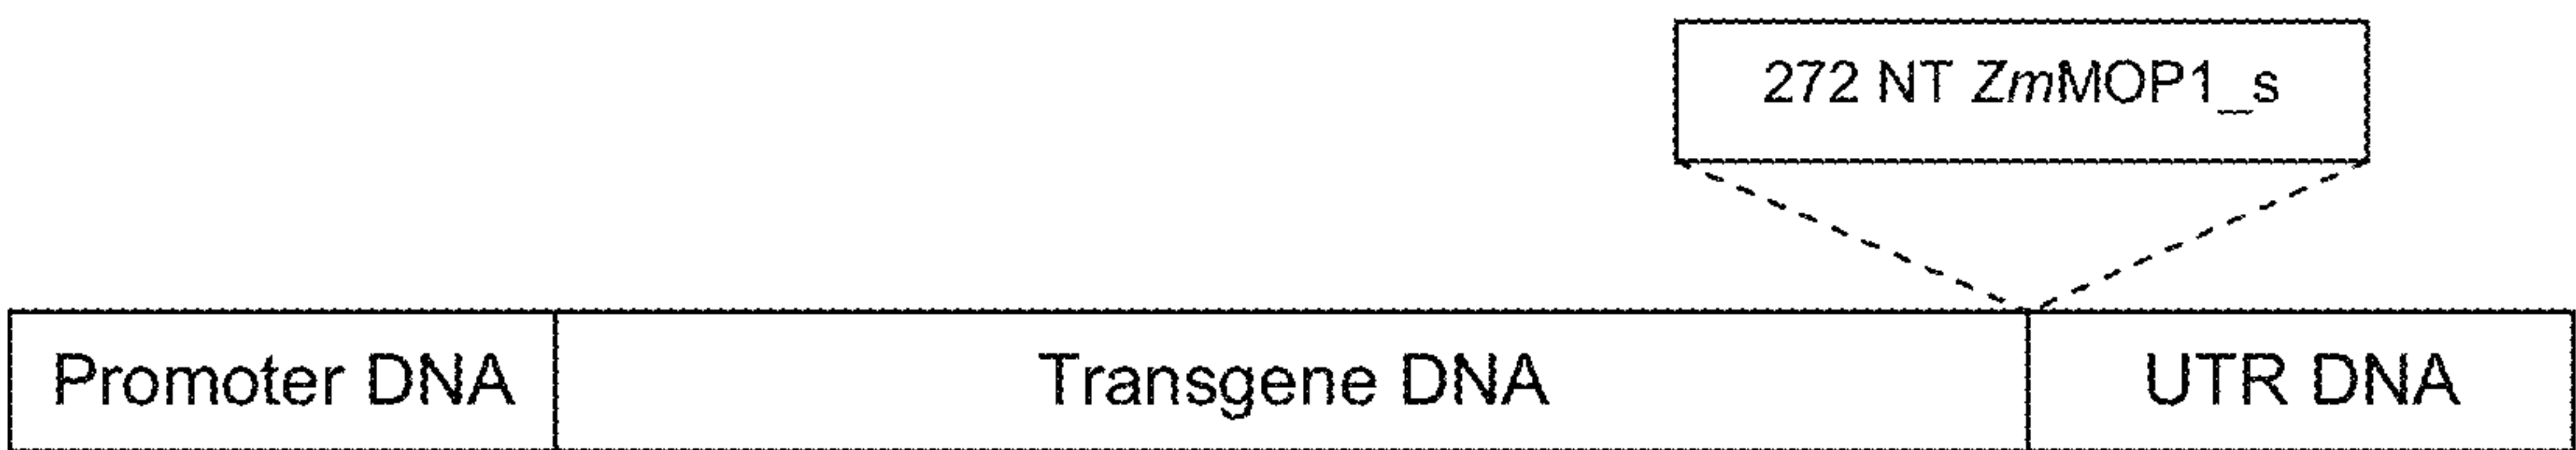 272 NT ZmMOP1_s
Promoter DNA Transgene DNA UTR DNA